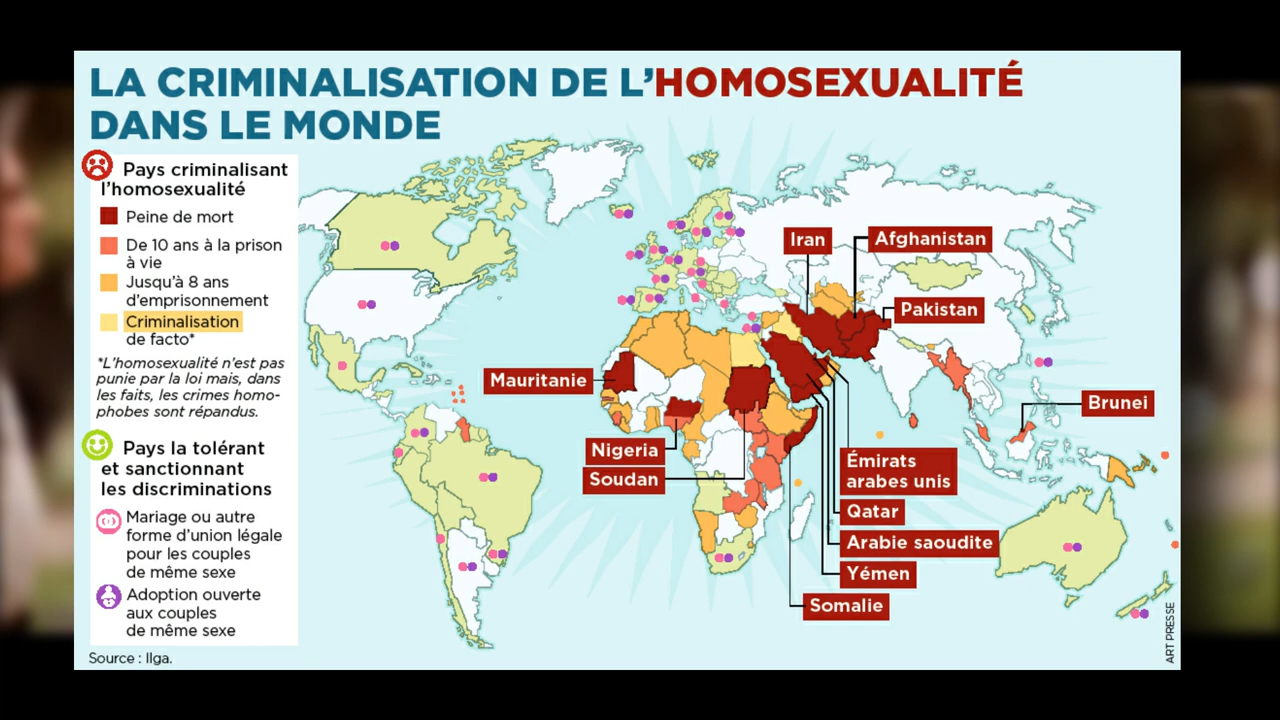 LA CRIMINALISATION DE L'HOMOSEXUALITÉ
DANS LE MONDE
Pays criminalisant
l'homosexualité
Peine de mort
De 10 ans à la prison
à vie
Jusqu'à 8 ans
d'emprisonnement
Criminalisation
de facto*
*L'homosexualité n'est pas
punie par la loi mais, dans
les faits, les crimes homo-
phobes sont répandus.
Pays la tolérant
et sanctionnant
les discriminations
Mariage ou autre
forme d'union légale
pour les couples
de même sexe
Adoption ouverte
aux couples
de même sexe
Source : Ilga.
Iran
Afghanistan
Pakistan
Mauritanie
Brunei
Nigeria
Soudan
Émirats
arabes unis
Qatar
Arabie saoudite
Yémen
Somalie
ART PRESSE